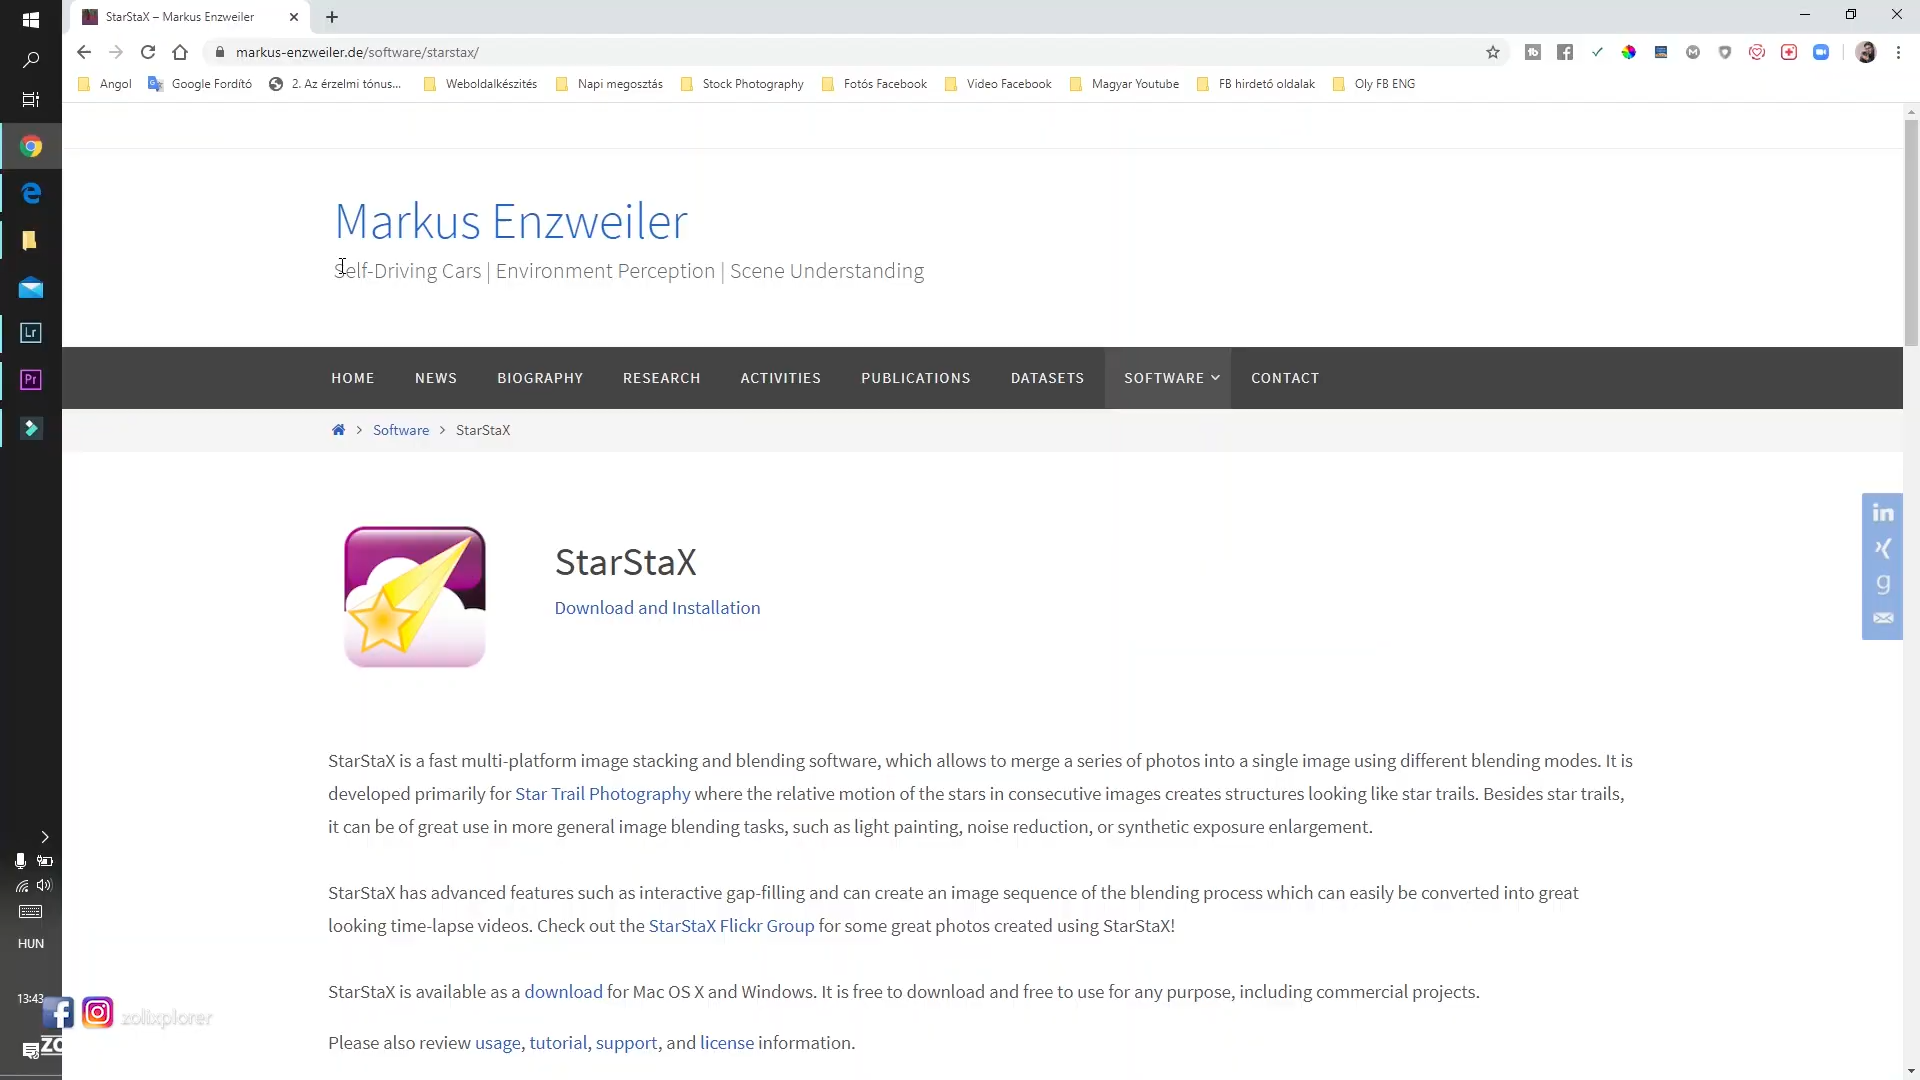 StarStaX – Markus Enzweiler
markus-enzweiler.de/software/starstax/
Angol
Google Fordító
2. Az érzelmi tónus...
Weboldalkészítés
Napi megosztás
Stock Photography
Fotós Facebook
Video Facebook
Magyar Youtube
FB hirdető oldalak
Oly FB ENG
Markus Enzweiler
Self-Driving Cars | Environment Perception | Scene Understanding
HOME NEWS BIOGRAPHY RESEARCH ACTIVITIES PUBLICATIONS DATASETS SOFTWARE CONTACT
Software > StarStaX
StarStaX
Download and Installation
StarStaX is a fast multi-platform image stacking and blending software, which allows to merge a series of photos into a single image using different blending modes. It is
developed primarily for Star Trail Photography where the relative motion of the stars in consecutive images creates structures looking like star trails. Besides star trails,
it can be of great use in more general image blending tasks, such as light painting, noise reduction, or synthetic exposure enlargement.
StarStaX has advanced features such as interactive gap-filling and can create an image sequence of the blending process which can easily be converted into great
looking time-lapse videos. Check out the StarStaX Flickr Group for some great photos created using StarStaX!
StarStaX is available as a download for Mac OS X and Windows. It is free to download and free to use for any purpose, including commercial projects.
Please also review usage, tutorial, support, and license information.
in
g
Lr
Pr
HUN
13:43
zolixplorer